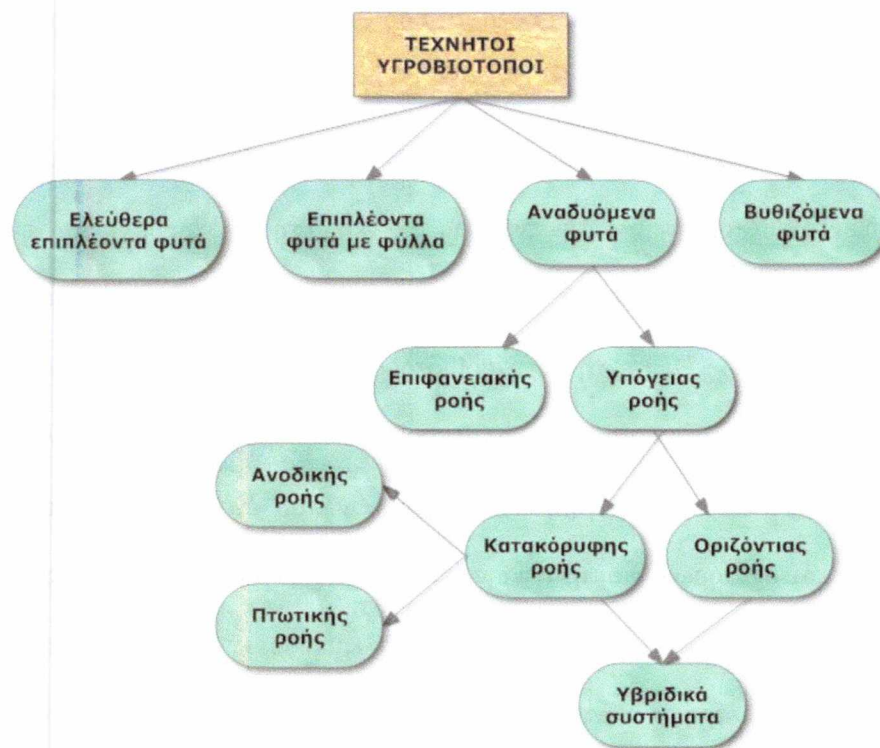 ΤΕΧΝΗΤΟΙ
ΥΓΡΟΒΙΟΤΟΠΟΙ
Ελεύθερα
επιπλέοντα φυτά
Επιπλέοντα
φυτά με φύλλα
Αναδυόμενα
φυτά
Βυθιζόμενα
φυτά
Επιφανειακής
ροής
Υπόγειας
ροής
Ανοδικής
ροής
Κατακόρυφης
ροής
Οριζόντιας
ροής
Πτωτικής
ροής
Υβριδικά
συστήματα